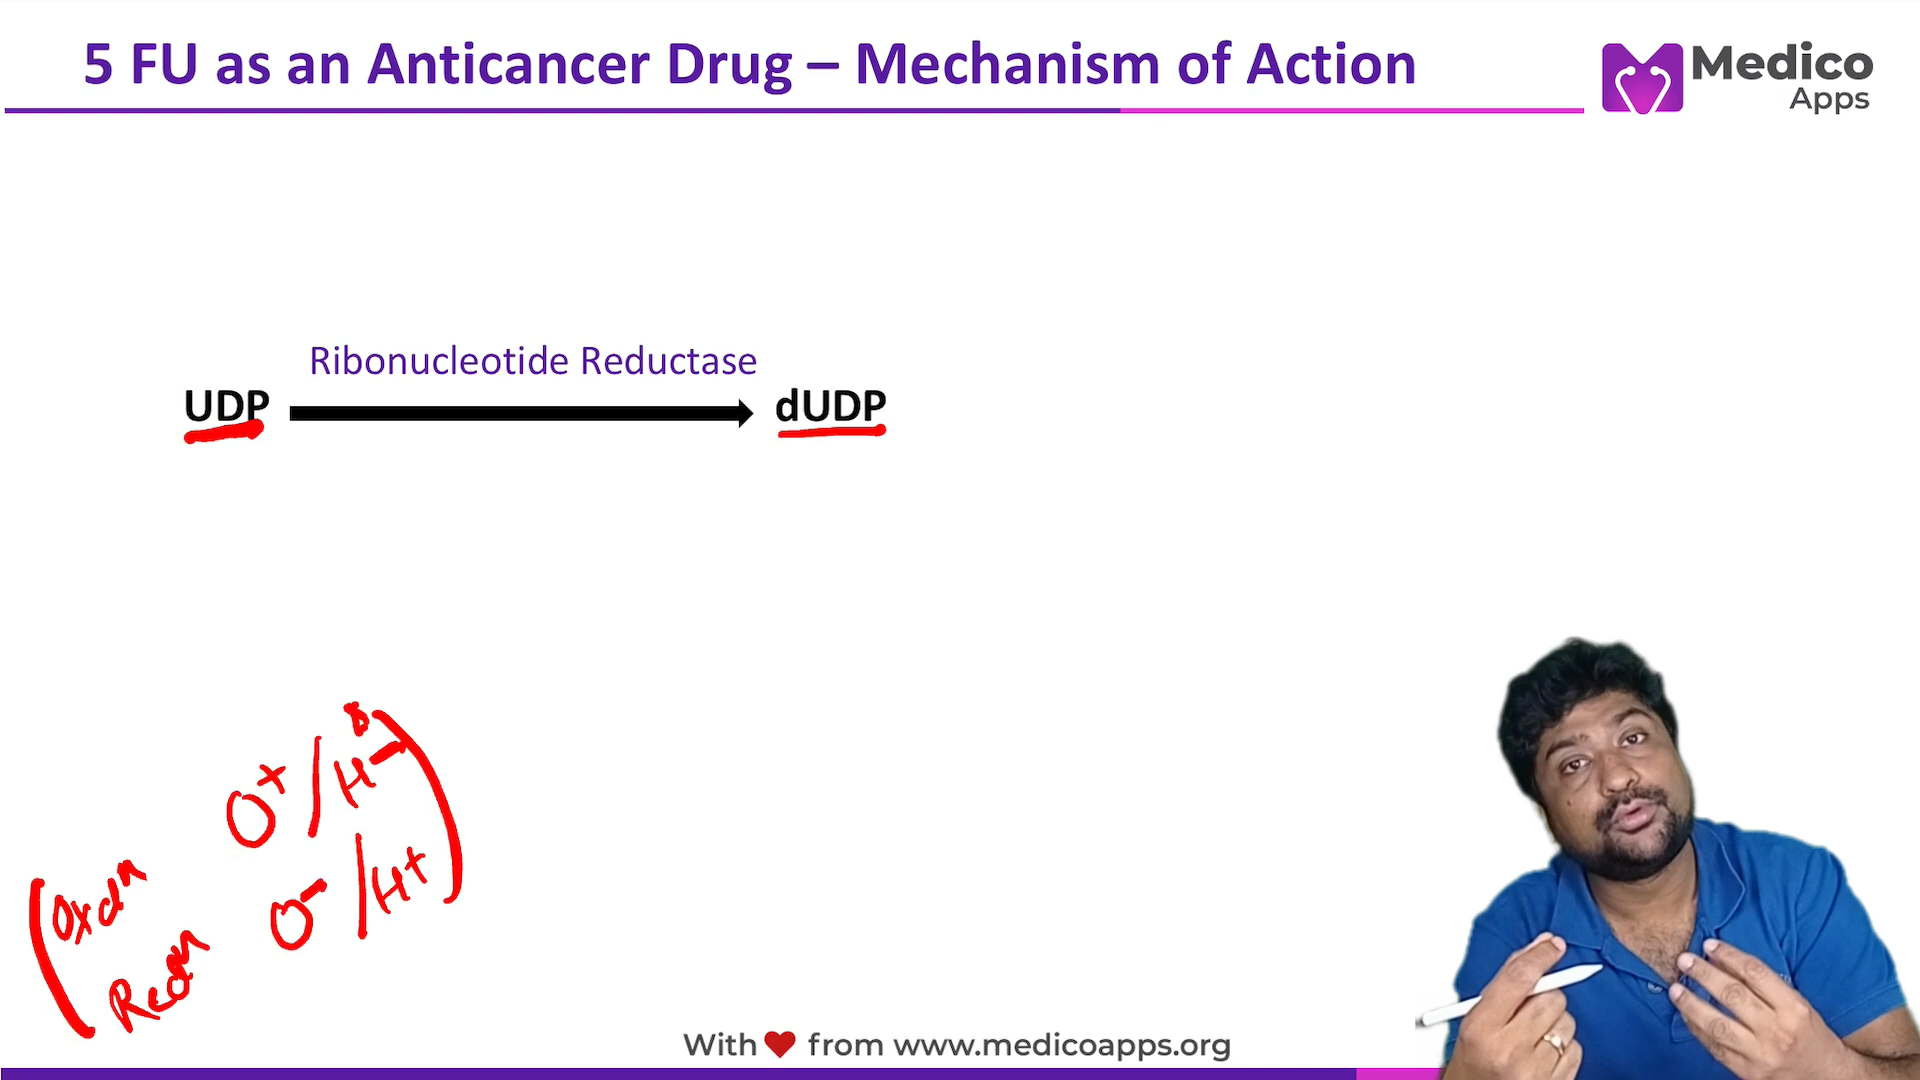 5 FU as an Anticancer Drug – Mechanism of Action
Medico
Apps
Ribonucleotide Reductase
UDP
dUDP
O+ / H-
Oxdn
O- / H+
Redn
With from www.medicoapps.org